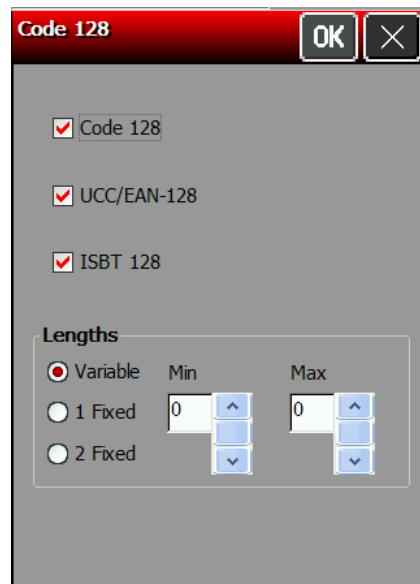 Code 128
OK
Code 128
UCC/EAN-128
ISBT 128
Lengths
Variable Min Max
1 Fixed 0 0
2 Fixed